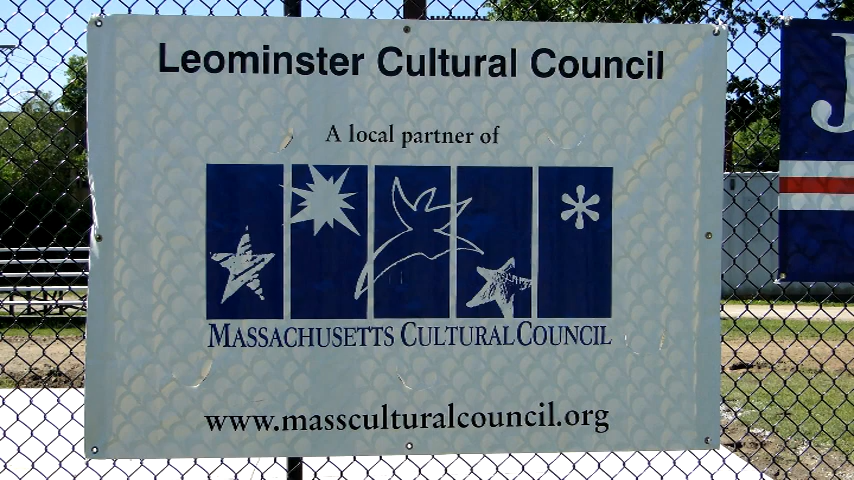 Leominster Cultural Council
A local partner of
MASSACHUSETTS CULTURAL COUNCIL
www.massculturalcouncil.org
J